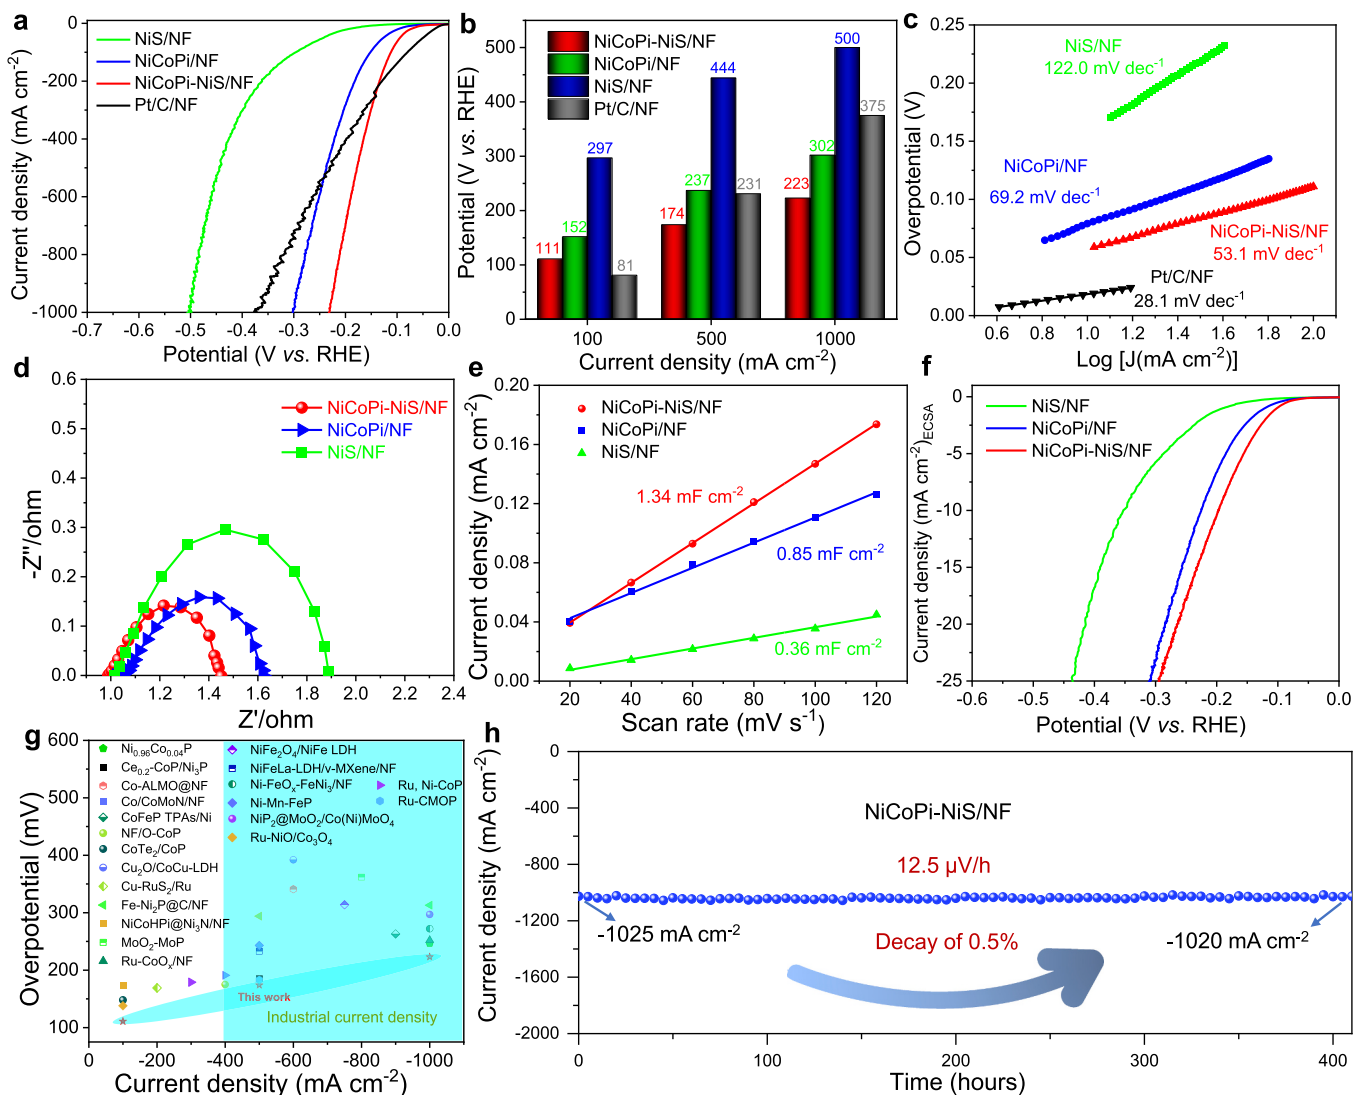 a
Current density (mA cm⁻²)
0
-200
-400
-600
-800
-1000
NiS/NF
NiCoPi/NF
NiCoPi-NiS/NF
Pt/C/NF
-0.7 -0.6 -0.5 -0.4 -0.3 -0.2 -0.1 0.0
Potential (V vs. RHE)
b
Potential (V vs. RHE)
500
400
300
200
100
0
NiCoPi-NiS/NF
NiCoPi/NF
NiS/NF
Pt/C/NF
111 152 297 81
174 237 444 231
223 302 500 375
100 500 1000
Current density (mA cm⁻²)
c
Overpotential (V)
0.25
0.20
0.15
0.10
0.05
0.00
NiS/NF
122.0 mV dec⁻¹
NiCoPi/NF
69.2 mV dec⁻¹
NiCoPi-NiS/NF
53.1 mV dec⁻¹
Pt/C/NF
28.1 mV dec⁻¹
0.6 0.8 1.0 1.2 1.4 1.6 1.8 2.0
Log [J(mA cm⁻²)]
d
-Z"/ohm
0.6
0.5
0.4
0.3
0.2
0.1
0.0
NiCoPi-NiS/NF
NiCoPi/NF
NiS/NF
1.0 1.2 1.4 1.6 1.8 2.0 2.2 2.4
Z'/ohm
e
Current density (mA cm⁻²)
0.20
0.16
0.12
0.08
0.04
0.00
NiCoPi-NiS/NF
NiCoPi/NF
NiS/NF
1.34 mF cm⁻²
0.85 mF cm⁻²
0.36 mF cm⁻²
20 40 60 80 100 120
Scan rate (mV s⁻¹)
f
Current density (mA cm⁻²)ECSA
0
-5
-10
-15
-20
-25
NiS/NF
NiCoPi/NF
NiCoPi-NiS/NF
-0.5 -0.4 -0.3 -0.2 -0.1 0.0
Potential (V vs. RHE)
g
Overpotential (mV)
600
500
400
300
200
100
Ni₀.₉₆Co₀.₀₄P
Ce₀.₂-CoP/Ni₃P
Co-ALMO@NF
Co/CoMoN/NF
CoFeP TPAs/Ni
NF/O-CoP
CoTe₂/CoP
Cu₂O/CoCu-LDH
Cu-RuS₂/Ru
Fe-Ni₂P@C/NF
NiCoHPi@Ni₃N/NF
MoO₂-MoP
Ru-CoOₓ/NF
NiFe₂O₄/NiFe LDH
NiFeLa-LDH/v-MXene/NF
Ni-FeOₓ-FeNi₃/NF
Ni-Mn-FeP
NiP₂@MoO₂/Co(Ni)MoO₄
Ru-NiO/Co₃O₄
Ru, Ni-CoP
Ru-CMOP
This work
Industrial current density
0 -200 -400 -600 -800 -1000
Current density (mA cm⁻²)
h
Current density (mA cm⁻²)
0
-400
-800
-1000
-1600
-2000
NiCoPi-NiS/NF
12.5 μV/h
-1025 mA cm⁻²
-1020 mA cm⁻²
Decay of 0.5%
0 100 200 300 400
Time (hours)